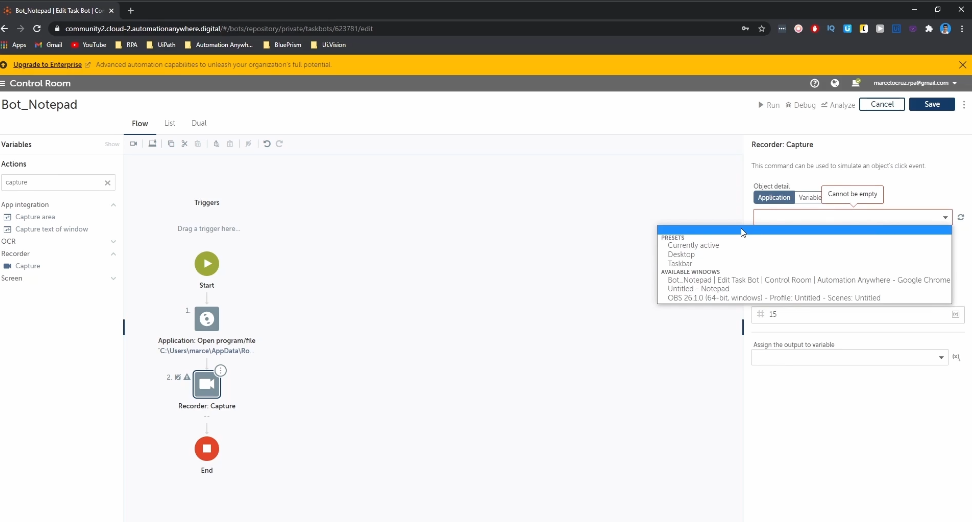 Bot_Notepad | Edit Task Bot | Co
community2.cloud-2.automationanywhere.digital/#/bots/repository/private/taskbots/623781/edit
Apps Gmail YouTube RPA UiPath Automation Anywh... BluePrism UiVision
Upgrade to Enterprise Advanced automation capabilities to unleash your organization's full potential
Control Room
marcelocruz.rpa@gmail.com
Bot_Notepad
Run Debug Analyze Cancel Save
Flow List Dual
Variables Show
Actions
capture
App integration
Capture area
Capture text of window
OCR
Recorder
Capture
Screen
Triggers
Drag a trigger here...
Start
1.
Application: Open program/file
"C:\Users\marce\AppData\Ro...
2.
Recorder: Capture
...
End
Recorder: Capture
This command can be used to simulate an object's click event
Object detail
Application Variable
Cannot be empty
PRESETS
Currently active
Desktop
Taskbar
AVAILABLE WINDOWS
Bot_Notepad | Edit Task Bot | Control Room | Automation Anywhere - Google Chrome
Untitled - Notepad
OBS 26.1.0 (64-bit, windows) - Profile: Untitled - Scenes: Untitled
# 15
Assign the output to variable